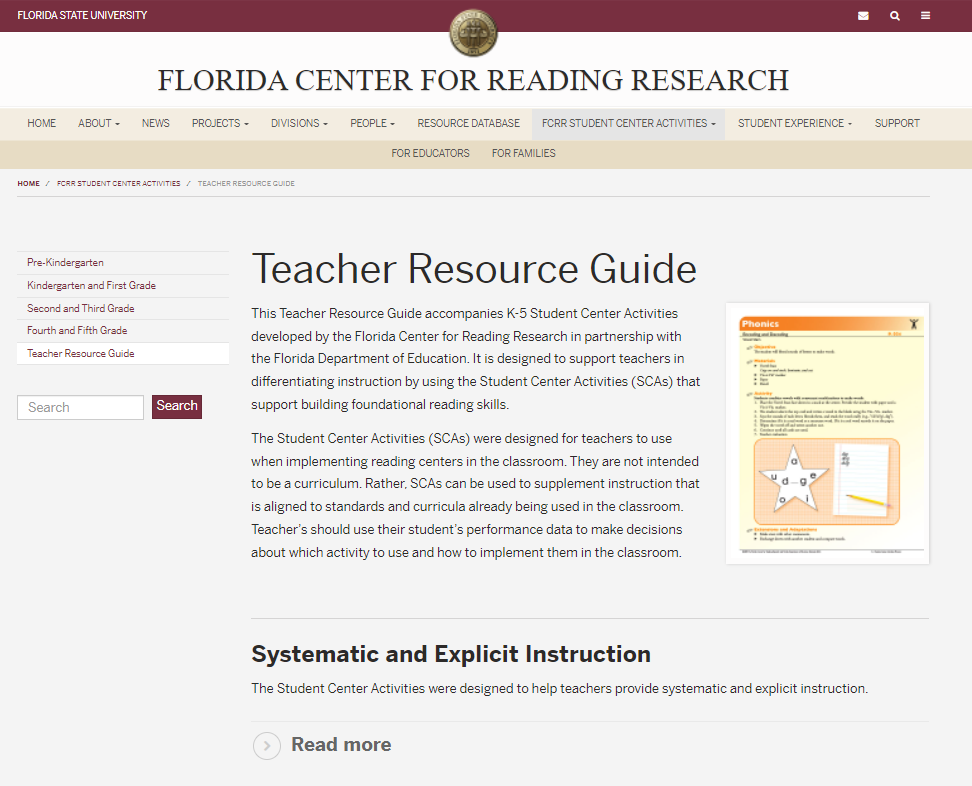 FLORIDA STATE UNIVERSITY
FLORIDA CENTER FOR READING RESEARCH
HOME ABOUT NEWS PROJECTS DIVISIONS PEOPLE RESOURCE DATABASE FCRR STUDENT CENTER ACTIVITIES STUDENT EXPERIENCE SUPPORT
FOR EDUCATORS FOR FAMILIES
HOME / FCRR STUDENT CENTER ACTIVITIES / TEACHER RESOURCE GUIDE
Pre-Kindergarten
Kindergarten and First Grade
Second and Third Grade
Fourth and Fifth Grade
Teacher Resource Guide
Search Search
Teacher Resource Guide
This Teacher Resource Guide accompanies K-5 Student Center Activities
developed by the Florida Center for Reading Research in partnership with
the Florida Department of Education. It is designed to support teachers in
differentiating instruction by using the Student Center Activities (SCAs) that
support building foundational reading skills.
The Student Center Activities (SCAs) were designed for teachers to use
when implementing reading centers in the classroom. They are not intended
to be a curriculum. Rather, SCAs can be used to supplement instruction that
is aligned to standards and curricula already being used in the classroom.
Teacher's should use their student's performance data to make decisions
about which activity to use and how to implement them in the classroom.
Phonics
Objective
Materials
Activity
a
u d g e
o i
Extensions and Adaptations
Systematic and Explicit Instruction
The Student Center Activities were designed to help teachers provide systematic and explicit instruction.
Read more